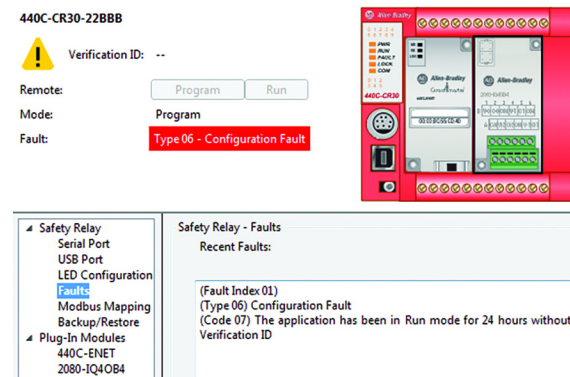 440C-CR30-22BBB
Verification ID: --
Remote: Program Run
Mode: Program
Fault: Type 06 - Configuration Fault
Allen-Bradley
PWR
RUN
FAULT
LOCK
COM
440C-CR30
Allen-Bradley
Allen-Bradley
Safety Relay
Serial Port
USB Port
LED Configuration
Faults
Modbus Mapping
Backup/Restore
Plug-In Modules
440C-ENET
2080-IQ4OB4
Safety Relay - Faults
Recent Faults:
(Fault Index 01)
(Type 06) Configuration Fault
(Code 07) The application has been in Run mode for 24 hours without
Verification ID